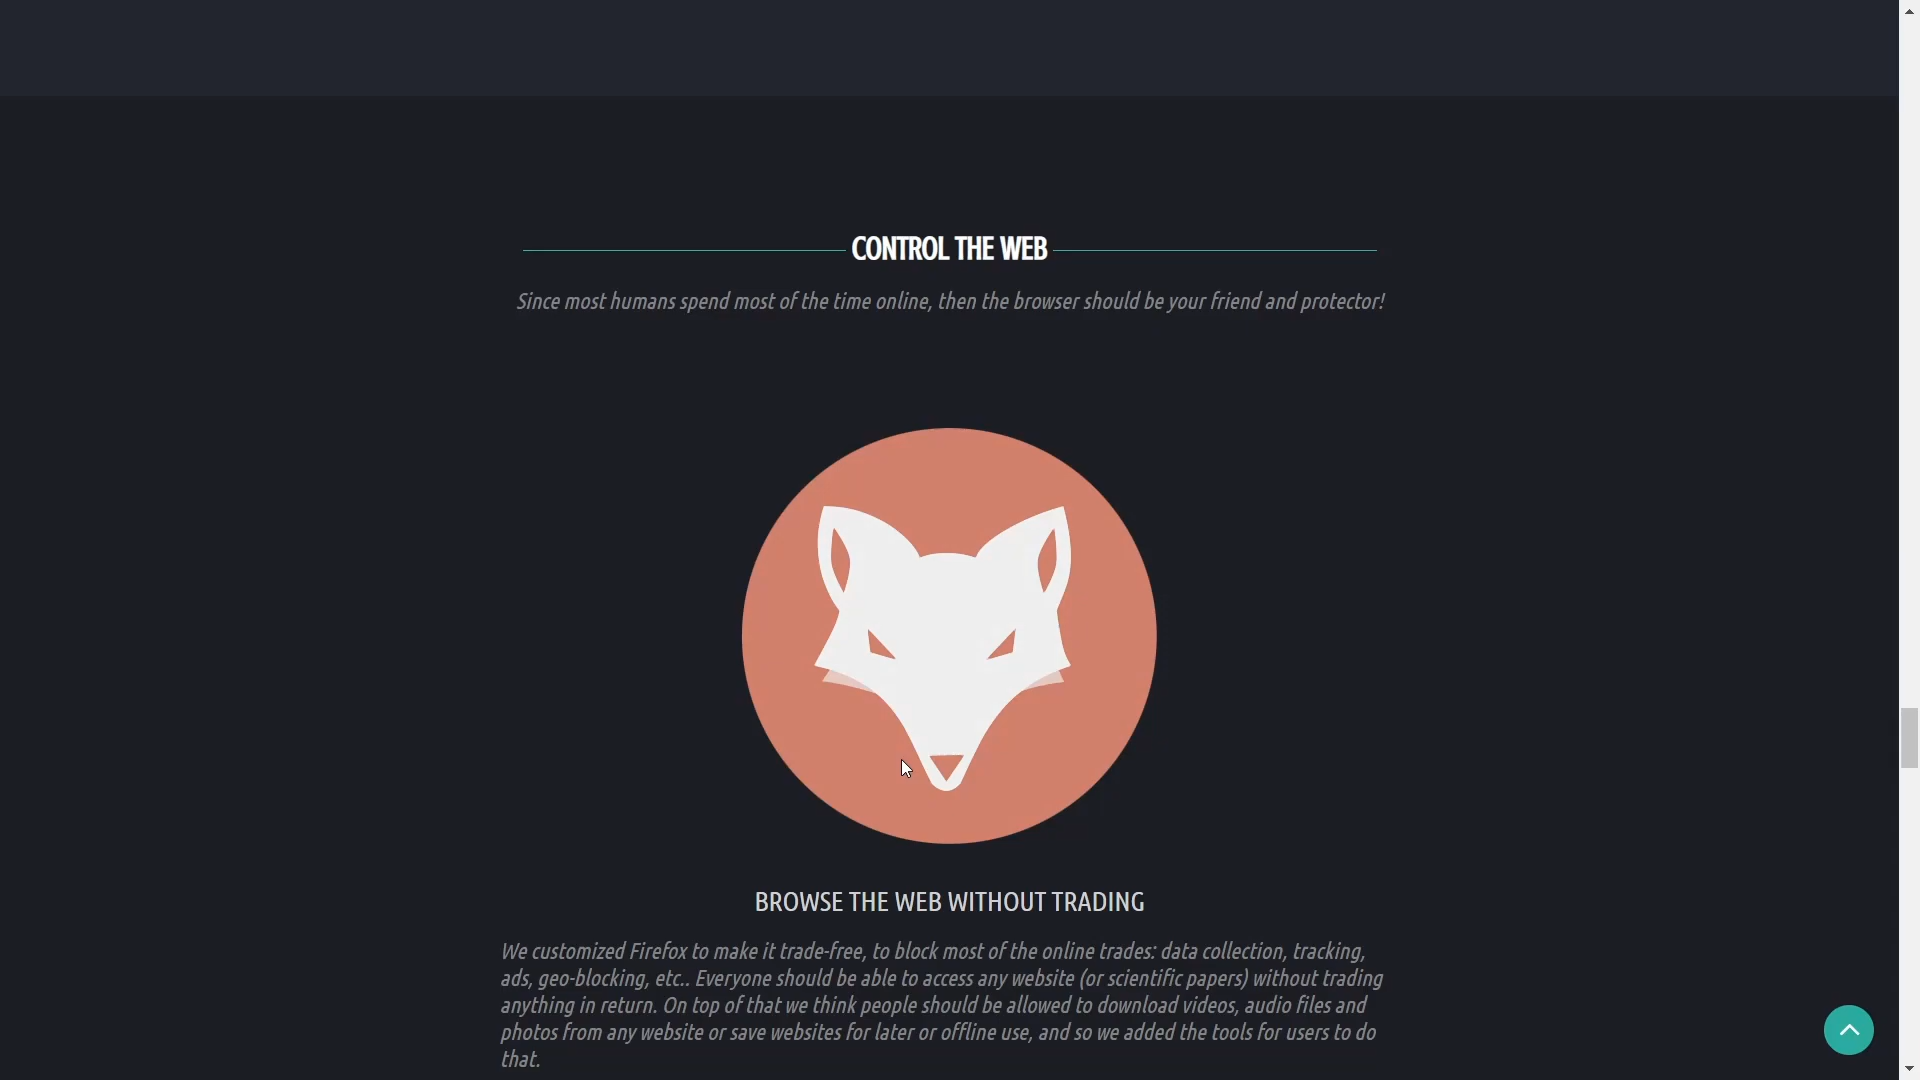 CONTROL THE WEB
Since most humans spend most of the time online, then the browser should be your friend and protector!
BROWSE THE WEB WITHOUT TRADING
We customized Firefox to make it trade-free, to block most of the online trades: data collection, tracking,
ads, geo-blocking, etc.. Everyone should be able to access any website (or scientific papers) without trading
anything in return. On top of that we think people should be allowed to download videos, audio files and
photos from any website or save websites for later or offline use, and so we added the tools for users to do
that.